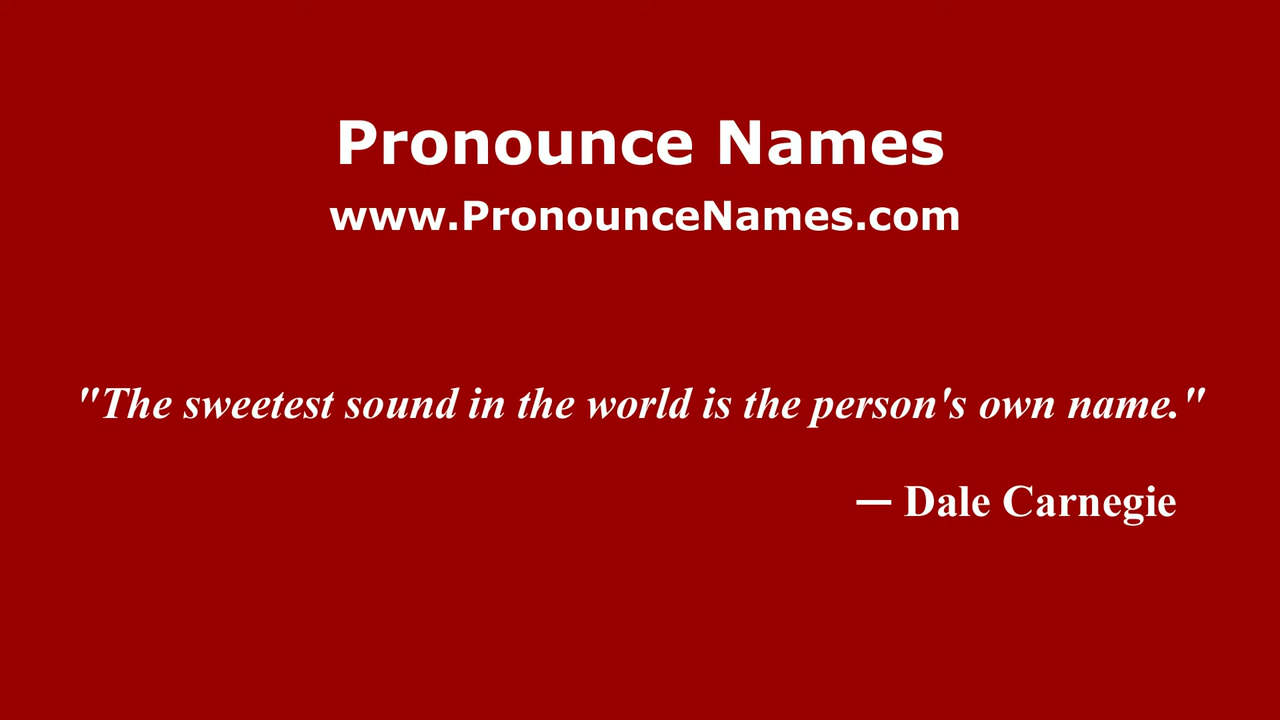 Pronounce Names
www.PronounceNames.com
"The sweetest sound in the world is the person's own name."
— Dale Carnegie